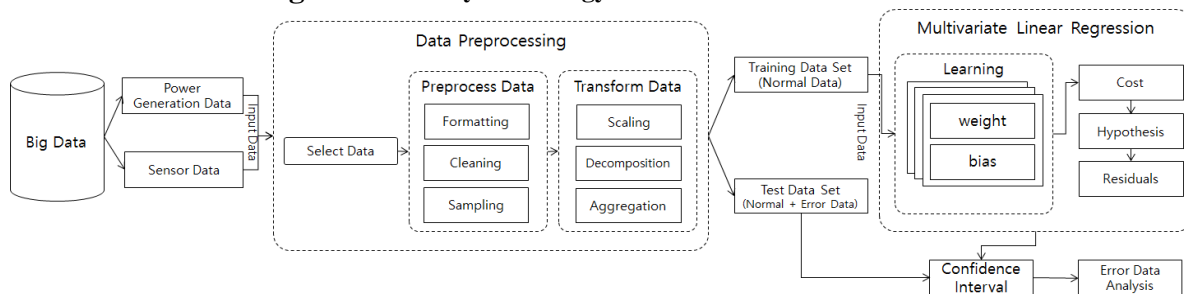 Big Data
Power
Generation Data
Sensor Data
Input Data
Data Preprocessing
Select Data
Preprocess Data
Formatting
Cleaning
Sampling
Transform Data
Scaling
Decomposition
Aggregation
Training Data Set
(Normal Data)
Test Data Set
(Normal + Error Data)
Input Data
Multivariate Linear Regression
Learning
weight
bias
Cost
Hypothesis
Residuals
Confidence
Interval
Error Data
Analysis